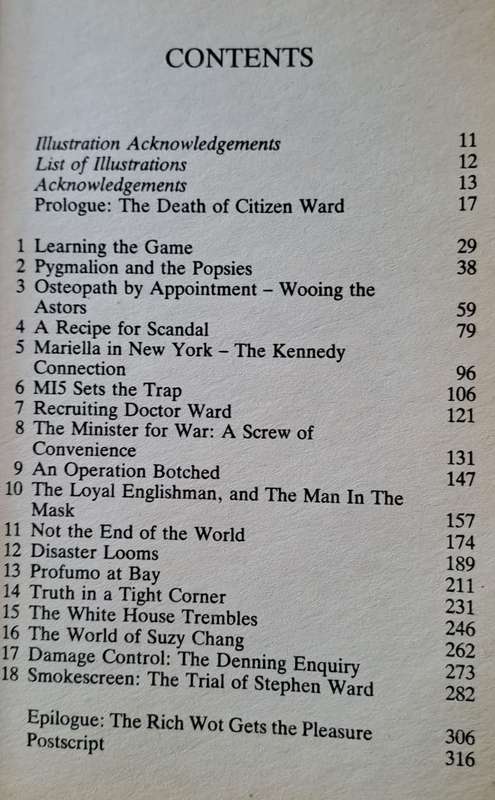 CONTENTS
Illustration Acknowledgements 11
List of Illustrations 12
Acknowledgements 13
Prologue: The Death of Citizen Ward 17
1 Learning the Game 29
2 Pygmalion and the Popsies 38
3 Osteopath by Appointment – Wooing the
Astors 59
4 A Recipe for Scandal 79
5 Mariella in New York – The Kennedy
Connection 96
6 MI5 Sets the Trap 106
7 Recruiting Doctor Ward 121
8 The Minister for War: A Screw of
Convenience 131
9 An Operation Botched 147
10 The Loyal Englishman, and The Man In The
Mask 157
11 Not the End of the World 174
12 Disaster Looms 189
13 Profumo at Bay 211
14 Truth in a Tight Corner 231
15 The White House Trembles 246
16 The World of Suzy Chang 262
17 Damage Control: The Denning Enquiry 273
18 Smokescreen: The Trial of Stephen Ward 282
Epilogue: The Rich Wot Gets the Pleasure 306
Postscript 316